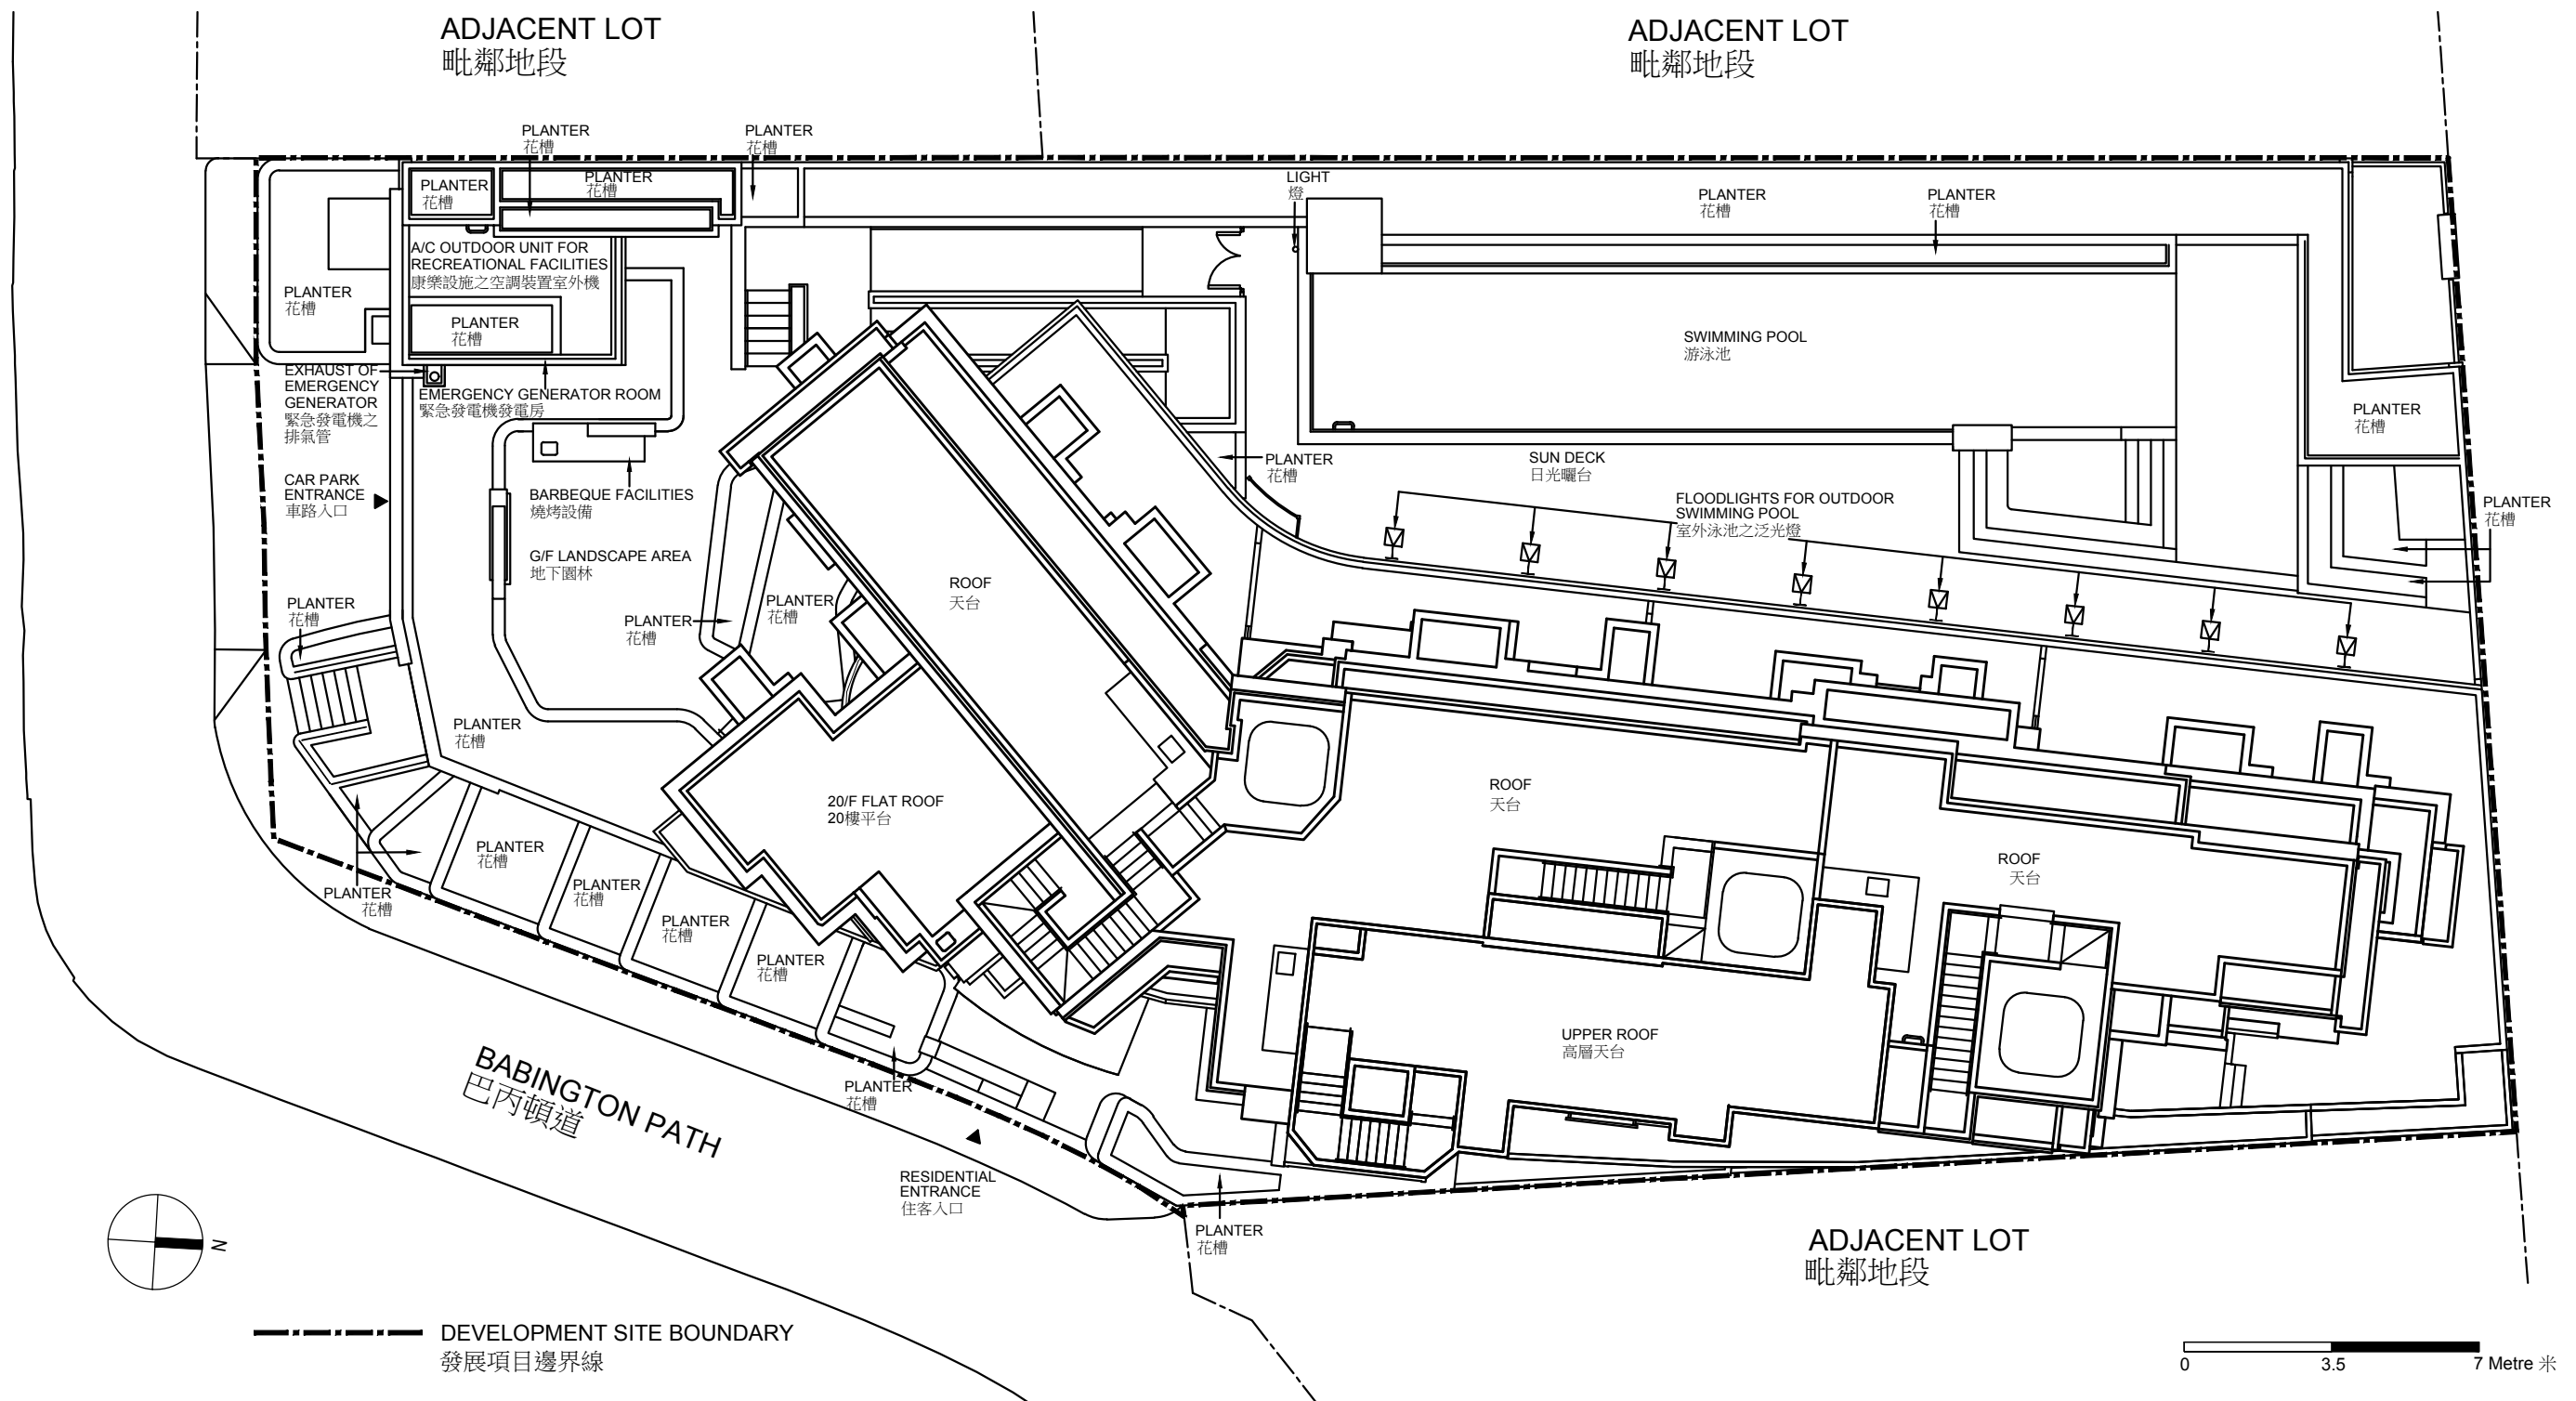 ADJACENT LOT
毗鄰地段
ADJACENT LOT
毗鄰地段
PLANTER
花槽
PLANTER
花槽
PLANTER
花槽
PLANTER
花槽
LIGHT
燈
PLANTER
花槽
PLANTER
花槽
A/C OUTDOOR UNIT FOR
RECREATIONAL FACILITIES
康樂設施之空調裝置室外機
PLANTER
花槽
PLANTER
花槽
SWIMMING POOL
游泳池
EXHAUST OF
EMERGENCY
GENERATOR
緊急發電機之
排氣管
EMERGENCY GENERATOR ROOM
緊急發電機發電房
PLANTER
花槽
PLANTER
花槽
SUN DECK
日光曬台
CAR PARK
ENTRANCE
車路入口
BARBEQUE FACILITIES
燒烤設備
FLOODLIGHTS FOR OUTDOOR
SWIMMING POOL
室外泳池之泛光燈
PLANTER
花槽
G/F LANDSCAPE AREA
地下園林
ROOF
天台
PLANTER
花槽
PLANTER
花槽
PLANTER
花槽
PLANTER
花槽
ROOF
天台
20/F FLAT ROOF
20樓平台
PLANTER
花槽
ROOF
天台
PLANTER
花槽
PLANTER
花槽
PLANTER
花槽
PLANTER
花槽
UPPER ROOF
高層天台
BABINGTON PATH
巴丙頓道
PLANTER
花槽
RESIDENTIAL
ENTRANCE
住客入口
PLANTER
花槽
ADJACENT LOT
毗鄰地段
N
DEVELOPMENT SITE BOUNDARY
發展項目邊界線
0 3.5 7 Metre 米